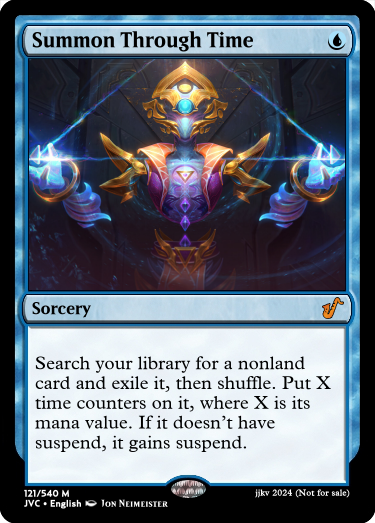 Summon Through Time
Sorcery
Search your library for a nonland
card and exile it, then shuffle. Put X
time counters on it, where X is its
mana value. If it doesn't have
suspend, it gains suspend.
121/540 M
jjkv 2024 (Not for sale)
JVC • English Jon Neimeister